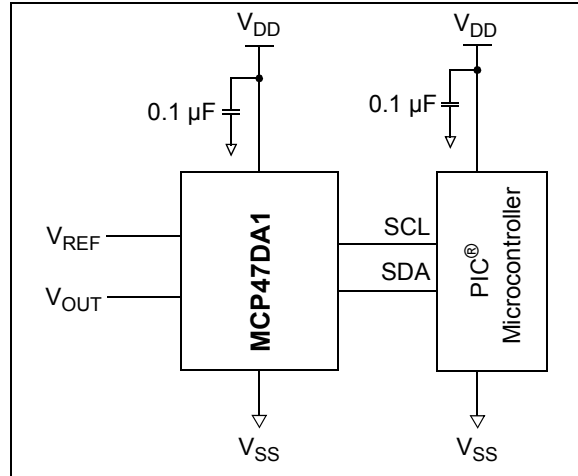 VDD
VDD
0.1 µF
0.1 µF
VREF
VOUT
MCP47DA1
SCL
SDA
PIC®
Microcontroller
VSS
VSS